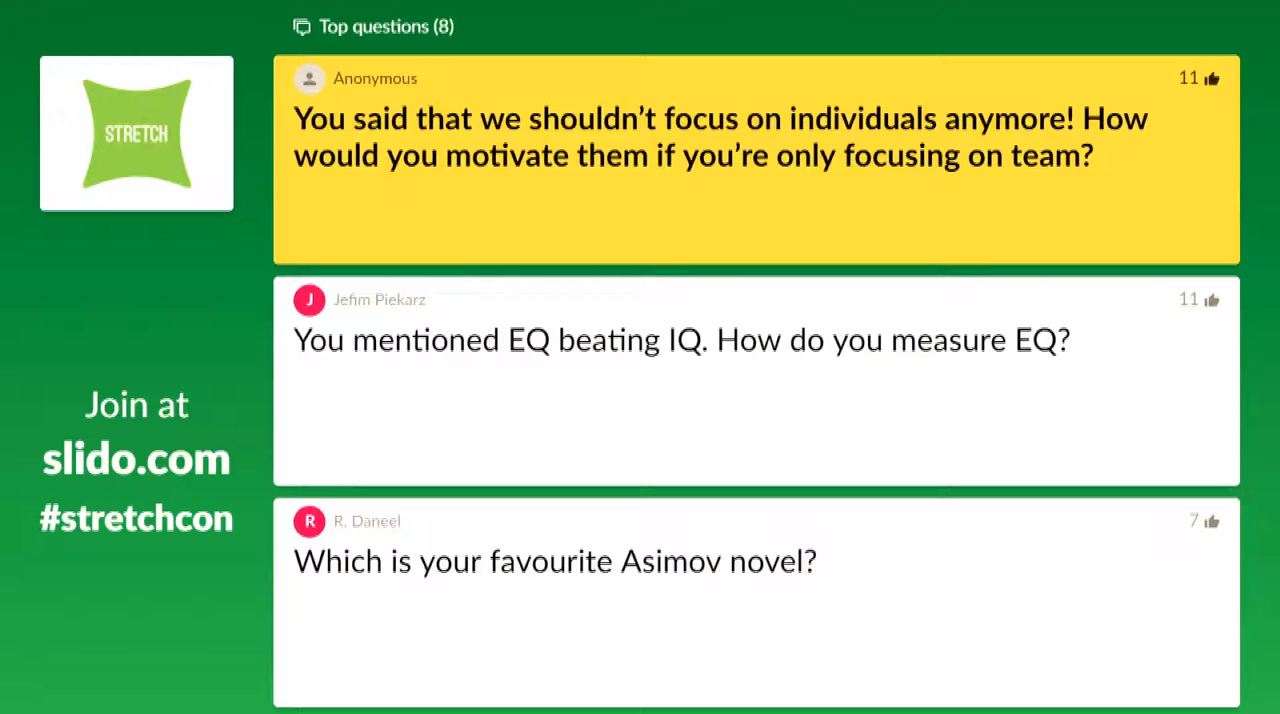 Top questions (8)
STRETCH
Anonymous
11
You said that we shouldn't focus on individuals anymore! How
would you motivate them if you're only focusing on team?
J
Jefim Piekarz
11
You mentioned EQ beating IQ. How do you measure EQ?
Join at
slido.com
#stretchcon
R
R. Daneel
7
Which is your favourite Asimov novel?